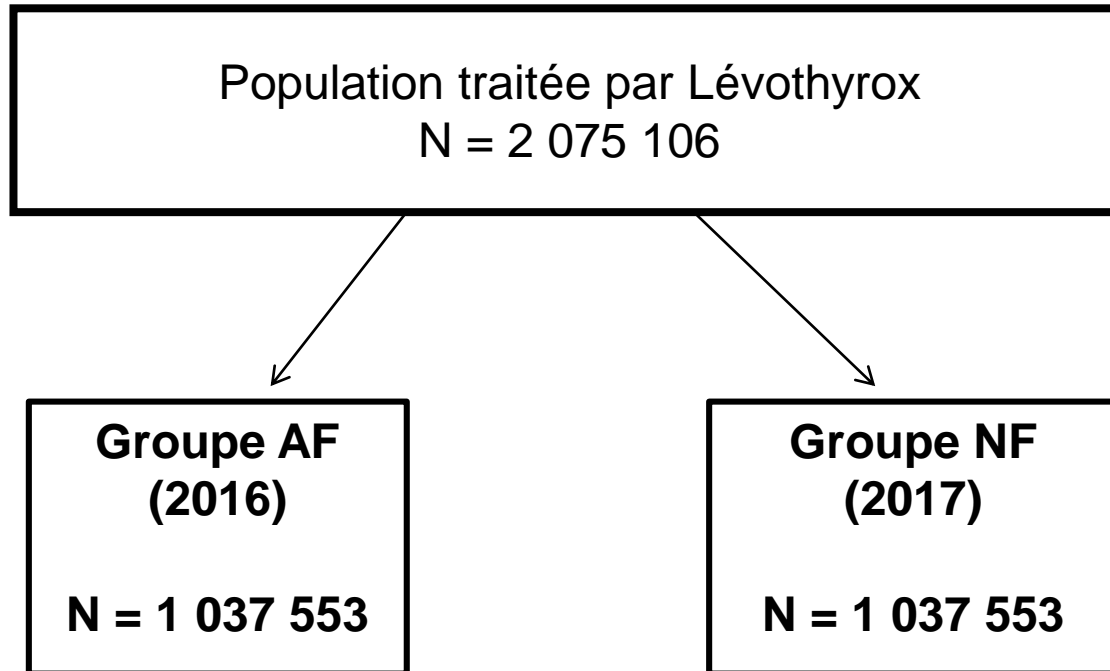 Population traitée par Lévothyrox
N = 2 075 106
Groupe AF
(2016)
N = 1 037 553
Groupe NF
(2017)
N = 1 037 553